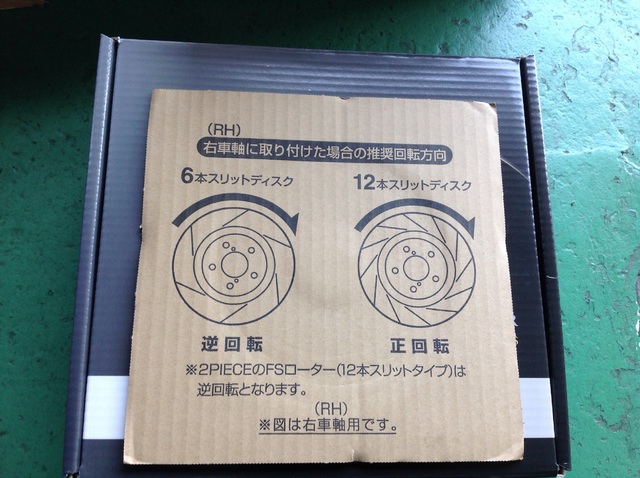 (RH)
右車軸に取り付けた場合の推奨回転方向
6本スリットディスク
12本スリットディスク
逆回転
正回転
※2PIECEのFSローター(12本スリットタイプ)は
逆回転となります。
(RH)
※図は右車軸用です。